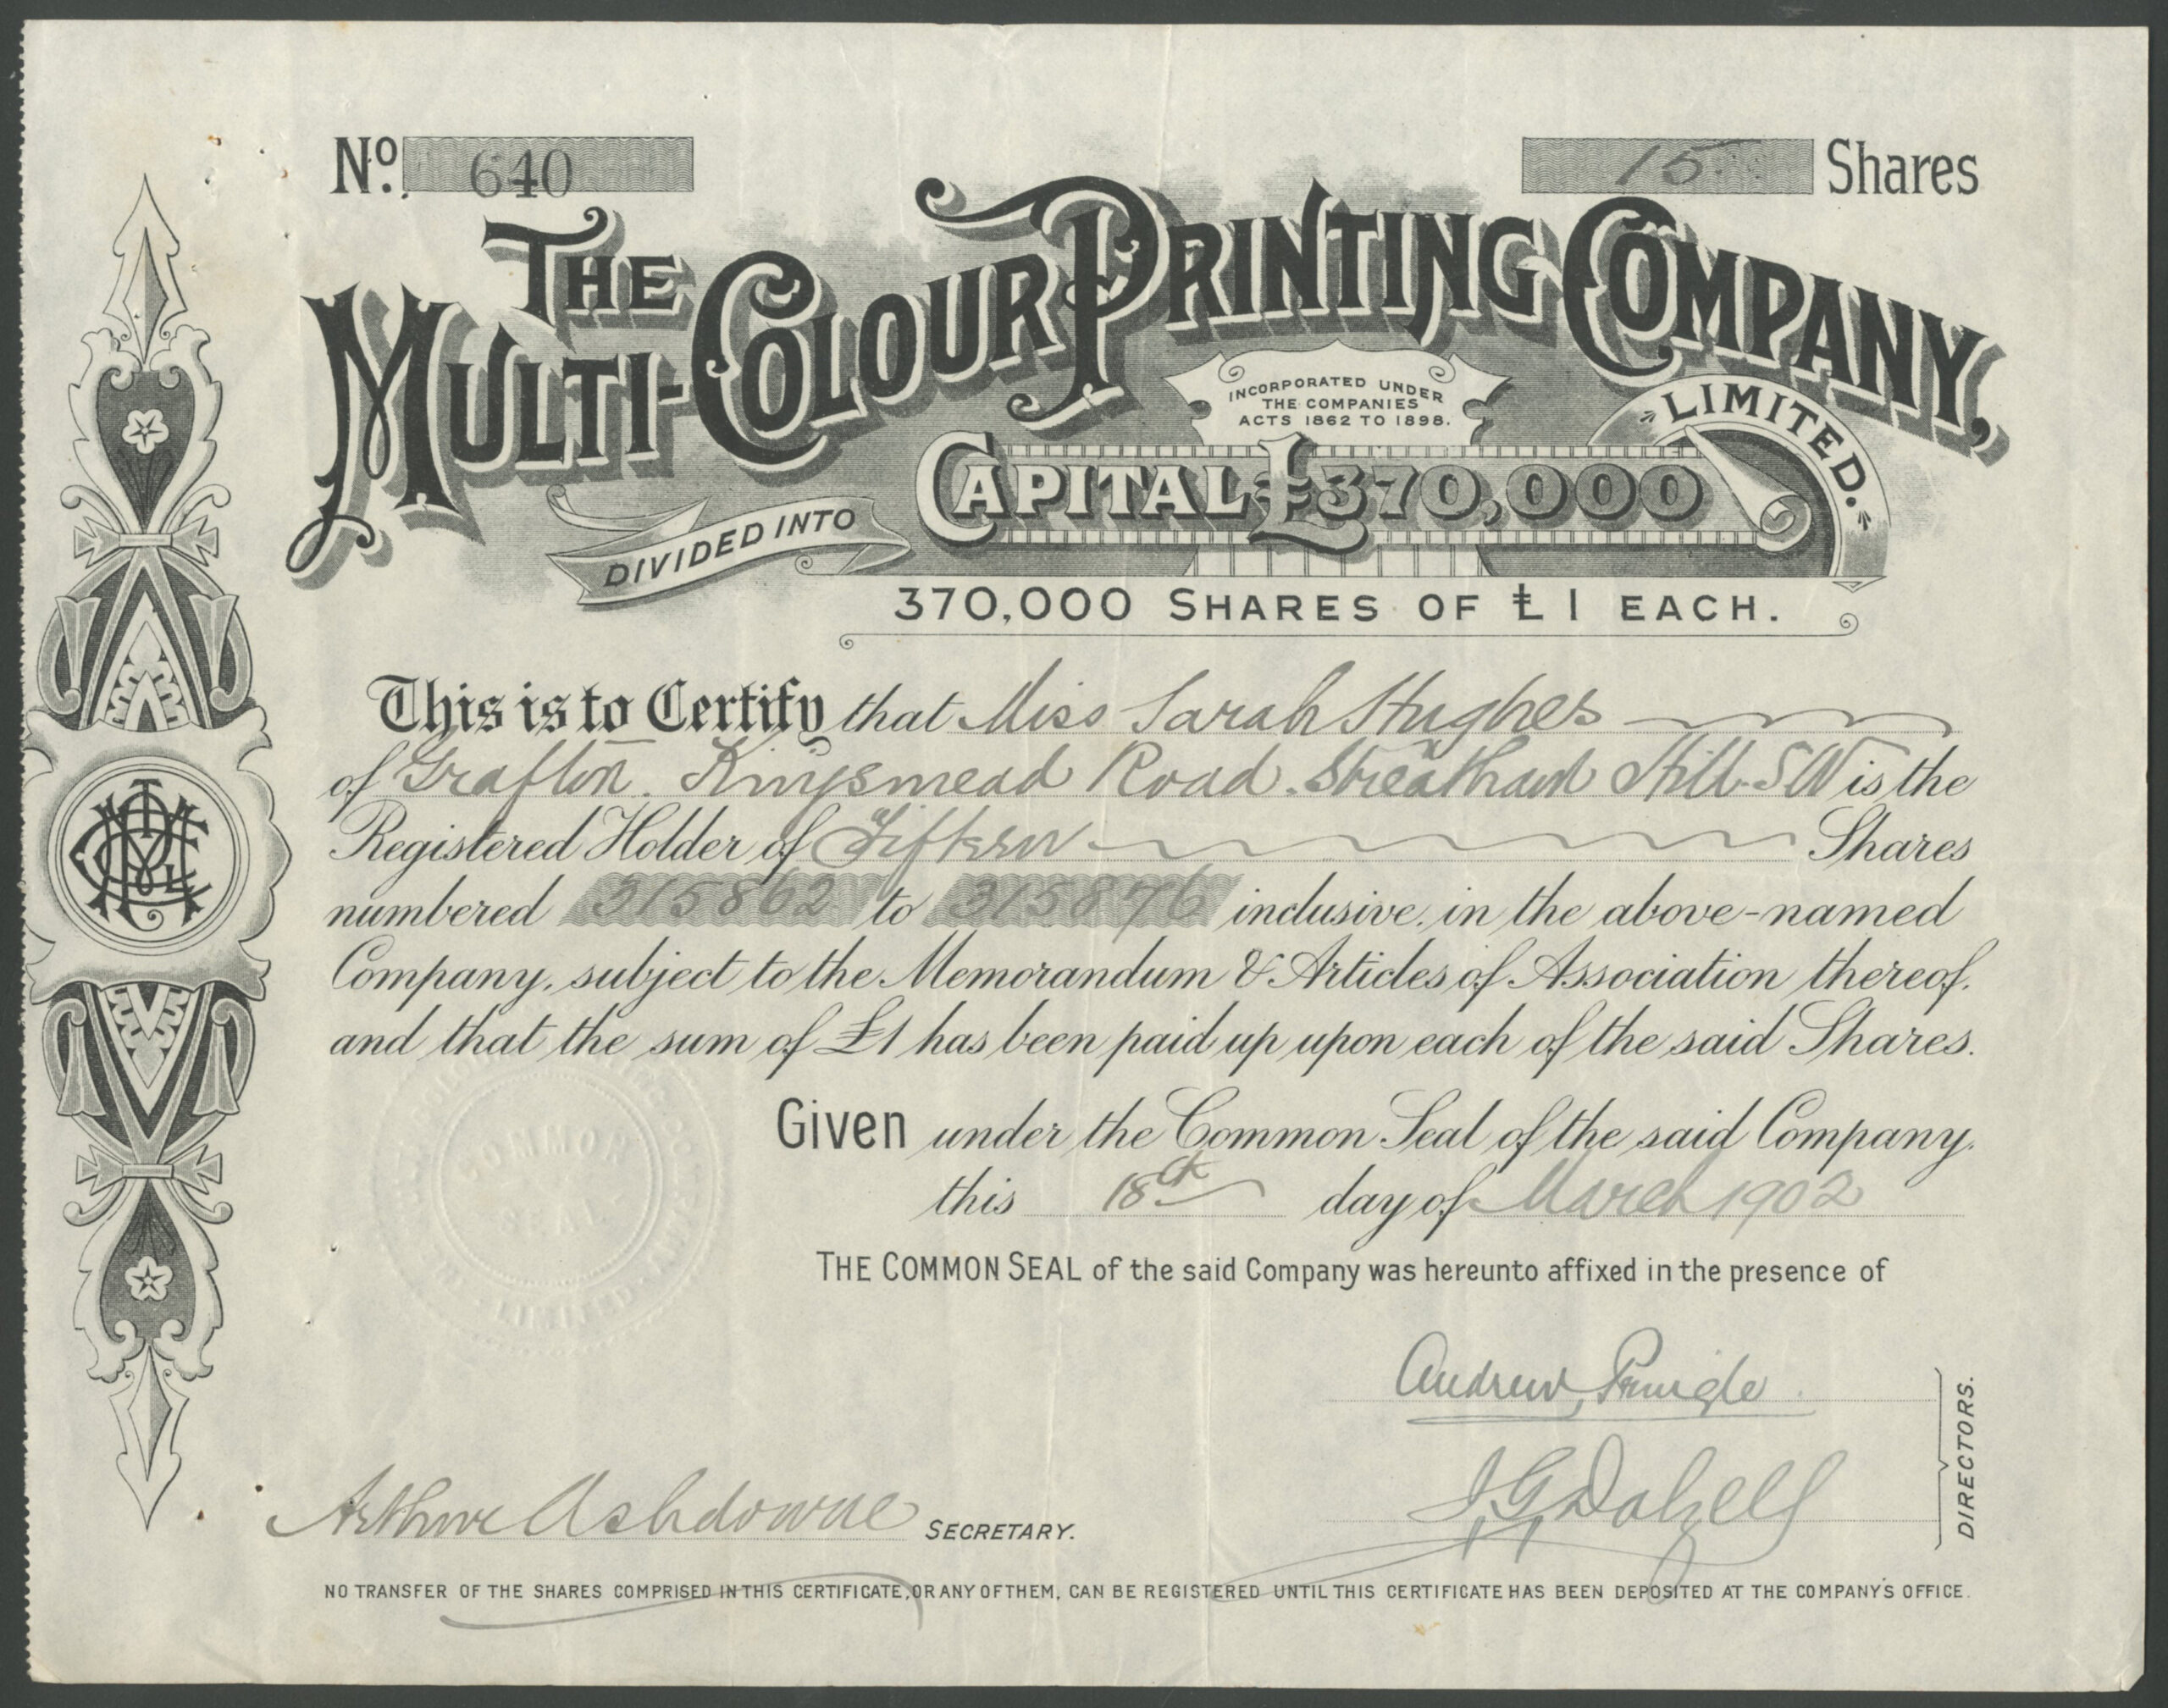 No. 640
15 Shares
THE
MULTI-COLOUR PRINTING COMPANY,
LIMITED.
INCORPORATED UNDER
THE COMPANIES
ACTS 1862 TO 1898.
CAPITAL £370,000
DIVIDED INTO
370,000 SHARES OF £1 EACH.
This is to Certify that Miss Sarah Hughes
of Grafton. Kingsmead Road. Streatham Hill. SW is the
Registered Holder of Fifteen Shares
numbered 315862 to 315876 inclusive, in the above-named
Company, subject to the Memorandum & Articles of Association thereof,
and that the sum of £1 has been paid up upon each of the said Shares.
Given under the Common Seal of the said Company,
this 18th day of March 1902
THE COMMON SEAL of the said Company was hereunto affixed in the presence of
COMMON
SEAL
LIMITED
Andrew Pringle
J.G. Dalzell
DIRECTORS.
Arthur Ashdowne SECRETARY.
NO TRANSFER OF THE SHARES COMPRISED IN THIS CERTIFICATE, OR ANY OF THEM, CAN BE REGISTERED UNTIL THIS CERTIFICATE HAS BEEN DEPOSITED AT THE COMPANY'S OFFICE.